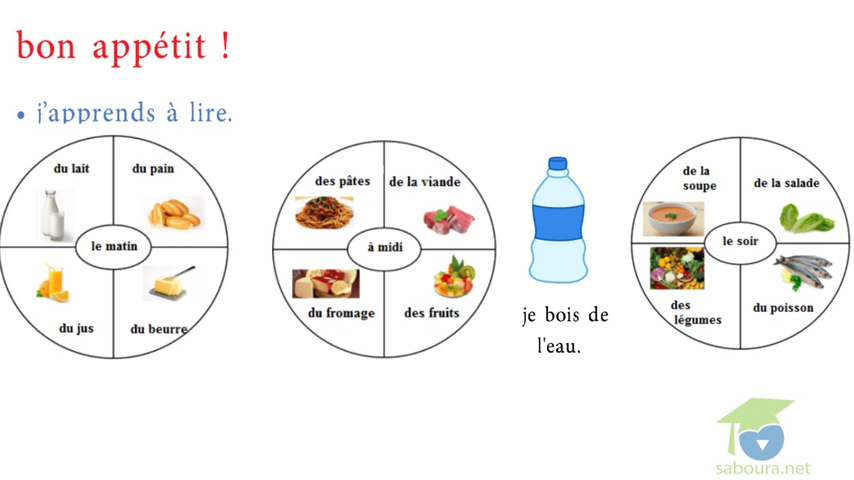 bon appétit !
• j'apprends à lire.
du lait
du pain
le matin
du jus
du beurre
des pâtes
de la viande
à midi
du fromage
des fruits
je bois de
l'eau.
de la
soupe
de la salade
le soir
des
légumes
du poisson
saboura.net